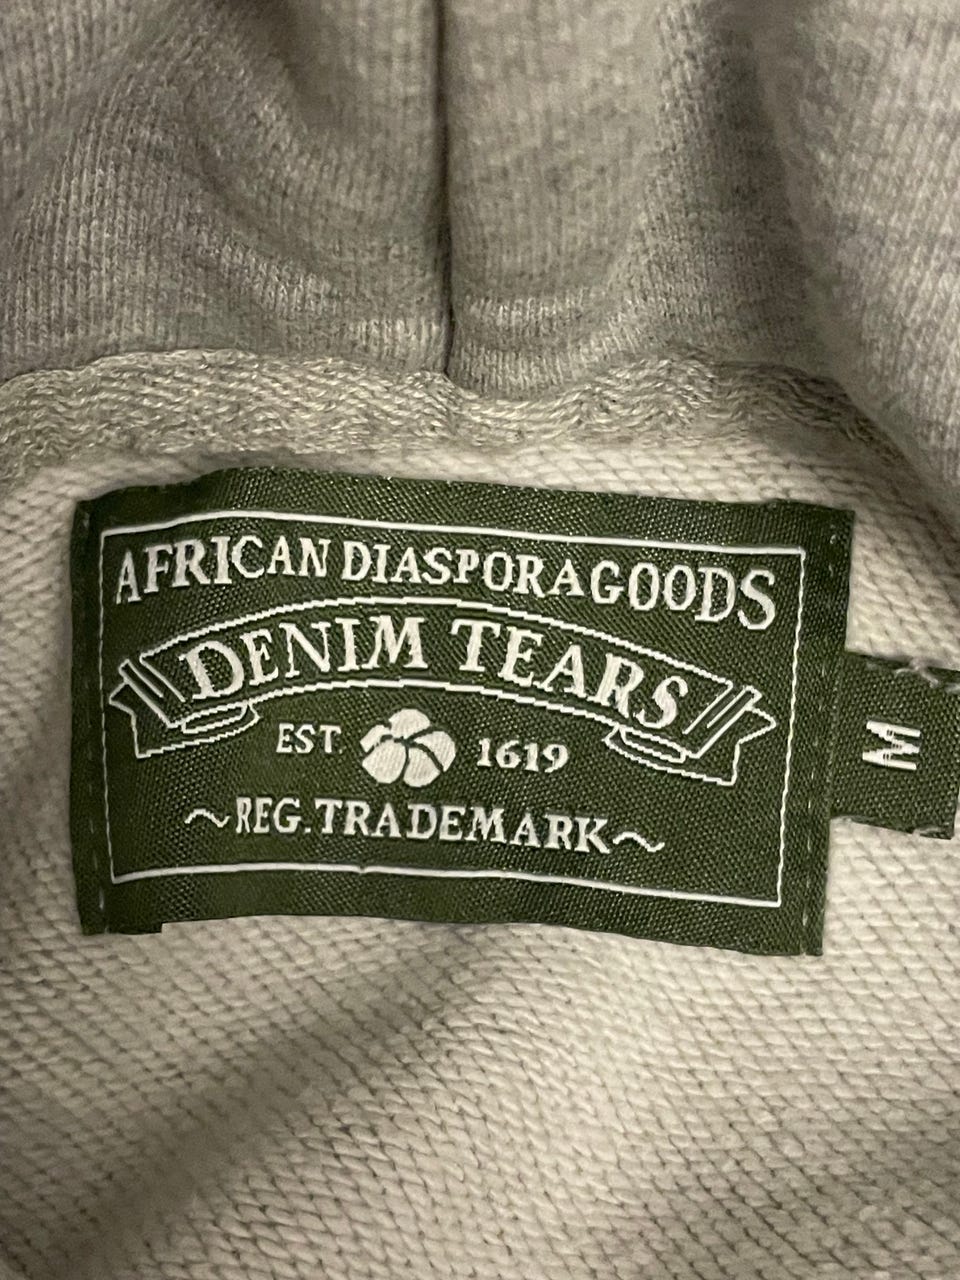 AFRICAN DIASPORA GOODS
DENIM TEARS
EST. 1619
~REG. TRADEMARK~
M